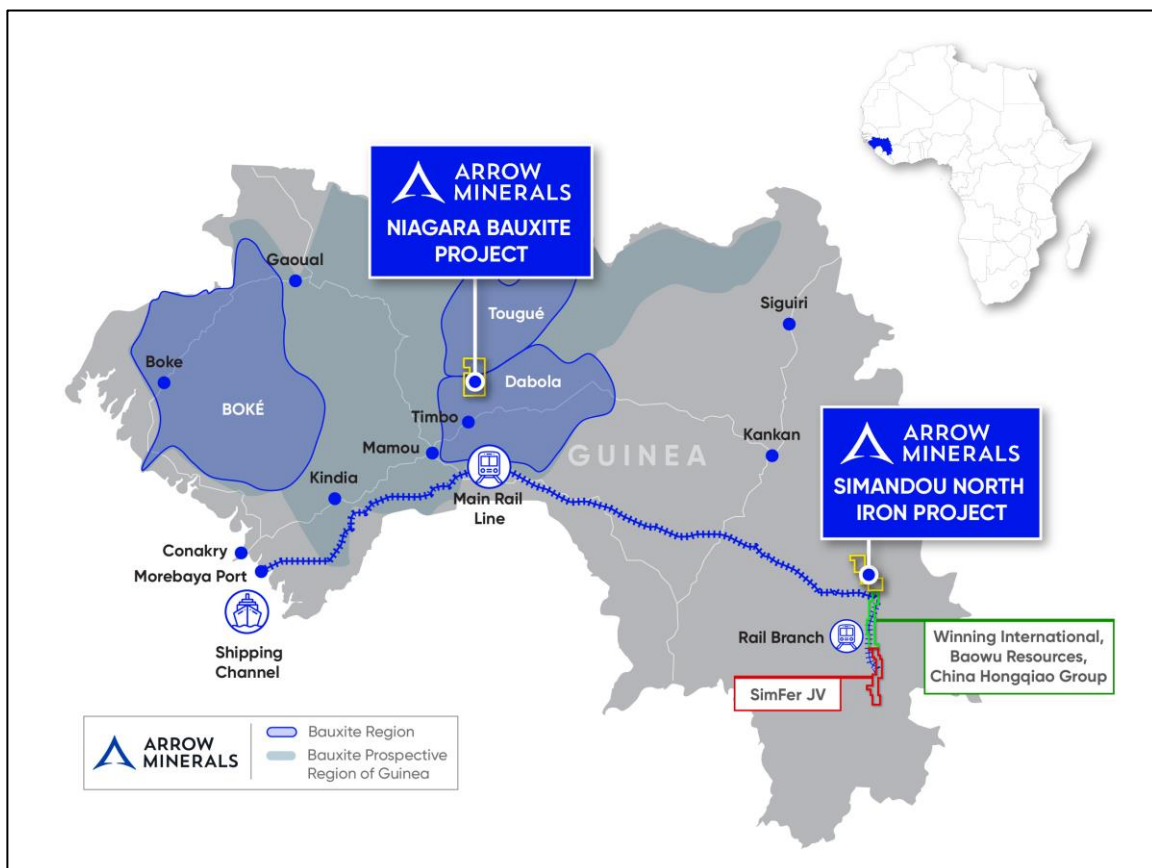 ARROW
MINERALS
NIAGARA BAUXITE
PROJECT
Gaoual
Tougué
Siguiri
Boke
BOKÉ
Dabola
Timbo
Mamou
GUINEA
Kankan
Kindia
Main Rail
Line
ARROW
MINERALS
SIMANDOU NORTH
IRON PROJECT
Conakry
Morebaya Port
Shipping
Channel
Rail Branch
Winning International,
Baowu Resources,
China Hongqiao Group
SimFer JV
ARROW
MINERALS
Bauxite Region
Bauxite Prospective
Region of Guinea